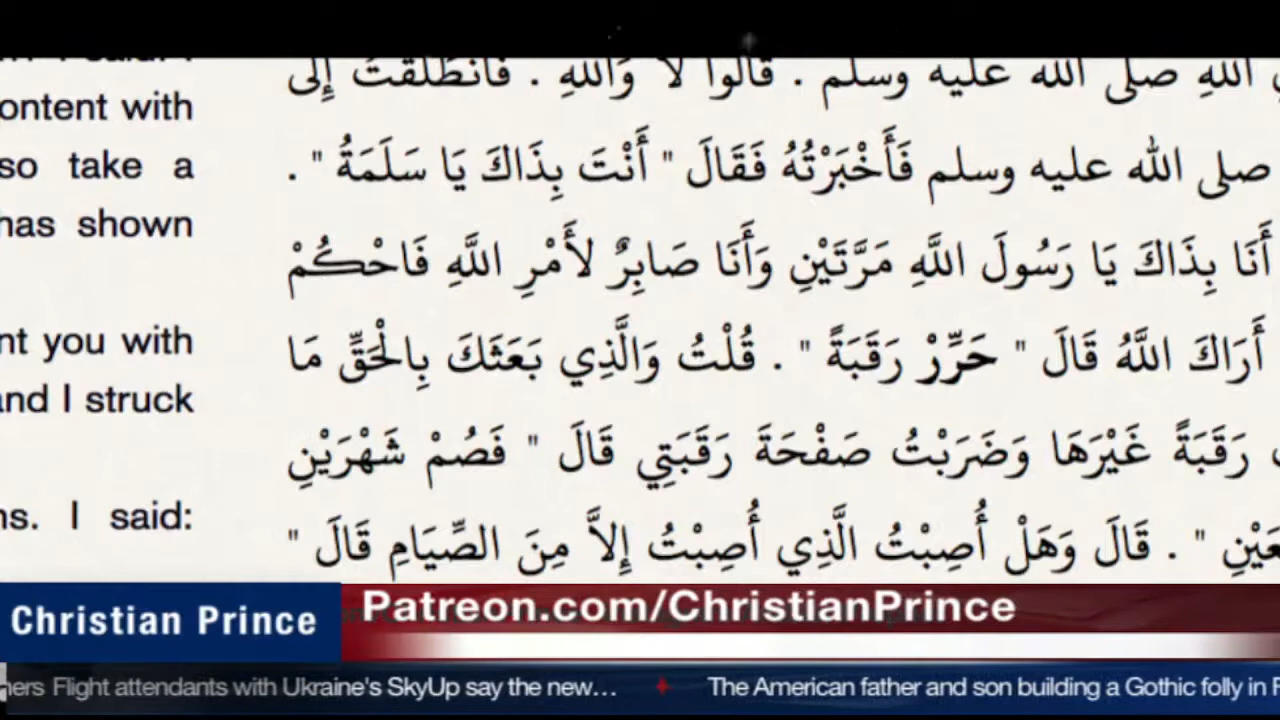 ontent with
so take a
has shown
nt you with
and I struck
ns. I said:
اللهِ صلى الله عليه وسلم . قَالُوا لاَ وَاللهِ . فَانْطَلَقْتُ إِلَى
صلى الله عليه وسلم فَأَخْبَرْتُهُ فَقَالَ " أَنْتَ بِذَاكَ يَا سَلَمَةُ " .
أَنَا بِذَاكَ يَا رَسُولَ اللَّهِ مَرَّتَيْنِ وَأَنَا صَابِرٌ لأَمْرِ اللَّهِ فَاحْكُمْ
أَرَاكَ اللَّهُ قَالَ " حَرِّرْ رَقَبَةً " . قُلْتُ وَالَّذِي بَعَثَكَ بِالْحَقِّ مَا
رَقَبَةً غَيْرَهَا وَضَرَبْتُ صَفْحَةَ رَقَبَتِي قَالَ " فَصُمْ شَهْرَيْنِ
عَيْنِ " . قَالَ وَهَلْ أُصِبْتُ الَّذِي أُصِبْتُ إِلاَّ مِنَ الصِّيَامِ قَالَ "
Christian Prince
Patreon.com/ChristianPrince
ners Flight attendants with Ukraine's SkyUp say the new… The American father and son building a Gothic folly in F